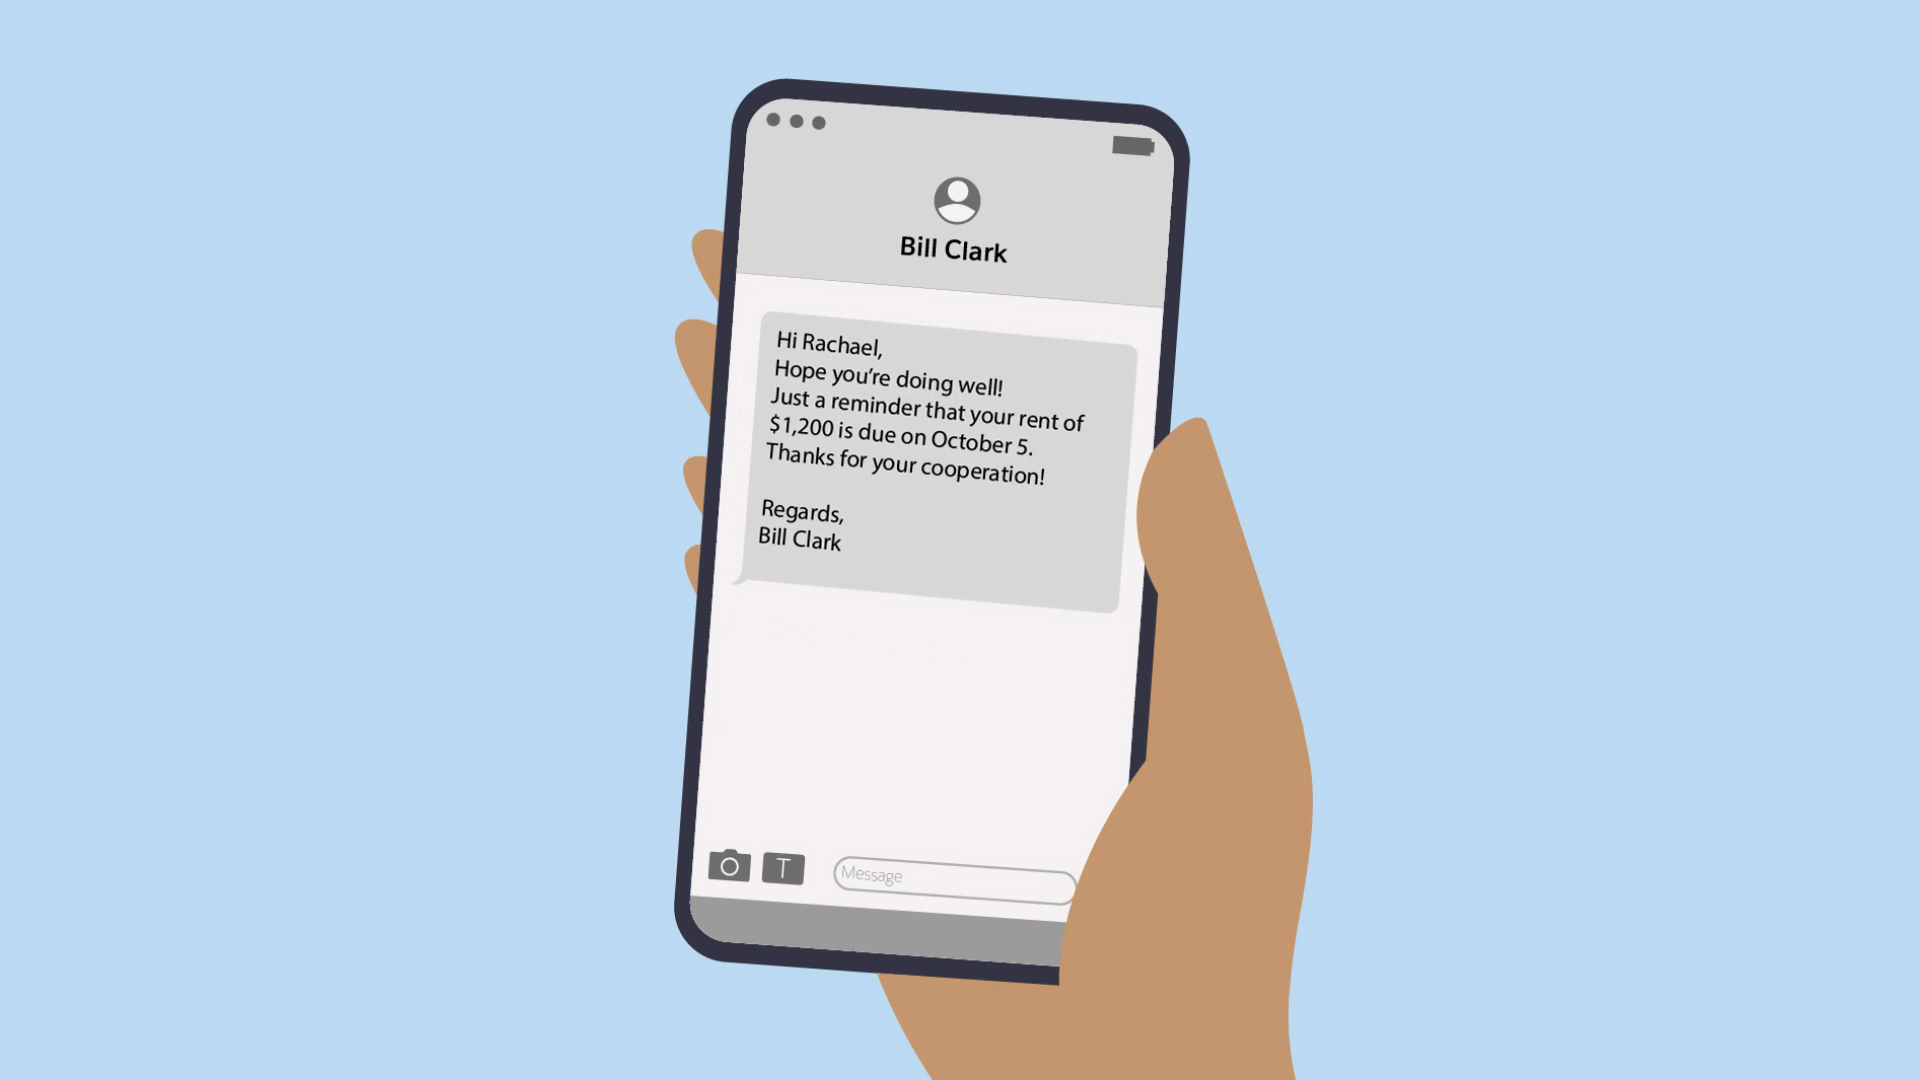 Bill Clark
Hi Rachael,
Hope you’re doing well!
Just a reminder that your rent of
$1,200 is due on October 5.
Thanks for your cooperation!
Regards,
Bill Clark
T
Message